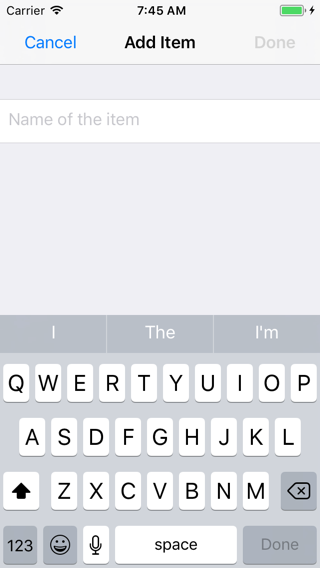 Carrier 7:45 AM
Cancel Add Item Done
Name of the item
I The I'm
Q W E R T Y U I O P
A S D F G H J K L
Z X C V B N M
123 space Done